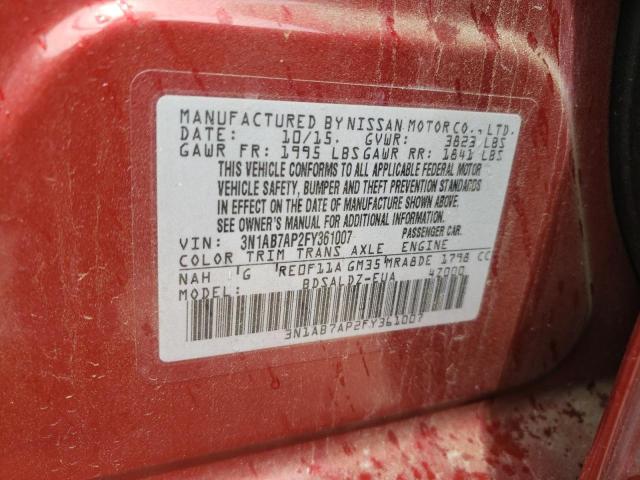 MANUFACTURED BY NISSAN MOTOR CO., LTD.
DATE: 10/15. GVWR: 3823 LBS
GAWR FR: 1995 LBS GAWR RR: 1841 LBS
THIS VEHICLE CONFORMS TO ALL APPLICABLE FEDERAL MOTOR
VEHICLE SAFETY, BUMPER AND THEFT PREVENTION STANDARDS
IN EFFECT ON THE DATE OF MANUFACTURE SHOWN ABOVE.
SEE OWNER'S MANUAL FOR ADDITIONAL INFORMATION.
VIN: 3N1AB7AP2FY361007 PASSENGER CAR.
COLOR TRIM TRANS AXLE ENGINE
NAH G RE0F11A GM35 MRA8DE 1798 CC
MODEL: BDSALDZ-EUA 47000
3N1AB7AP2FY361007